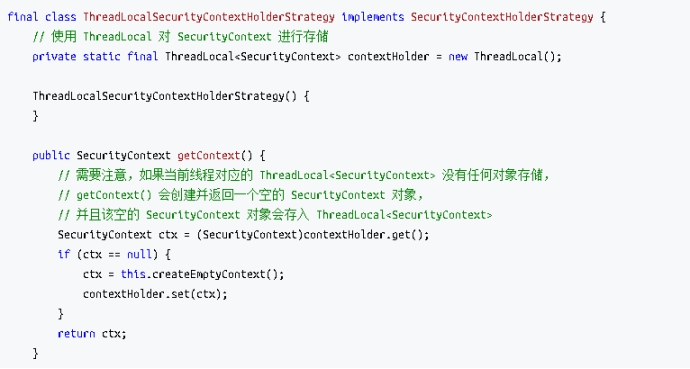 final class ThreadLocalSecurityContextHolderStrategy implements SecurityContextHolderStrategy {
    // 使用 ThreadLocal 对 SecurityContext 进行存储
    private static final ThreadLocal<SecurityContext> contextHolder = new ThreadLocal();

    ThreadLocalSecurityContextHolderStrategy() {
    }

    public SecurityContext getContext() {
        // 需要注意，如果当前线程对应的 ThreadLocal<SecurityContext> 没有任何对象存储，
        // getContext() 会创建并返回一个空的 SecurityContext 对象，
        // 并且该空的 SecurityContext 对象会存入 ThreadLocal<SecurityContext>
        SecurityContext ctx = (SecurityContext)contextHolder.get();
        if (ctx == null) {
            ctx = this.createEmptyContext();
            contextHolder.set(ctx);
        }
        return ctx;
    }